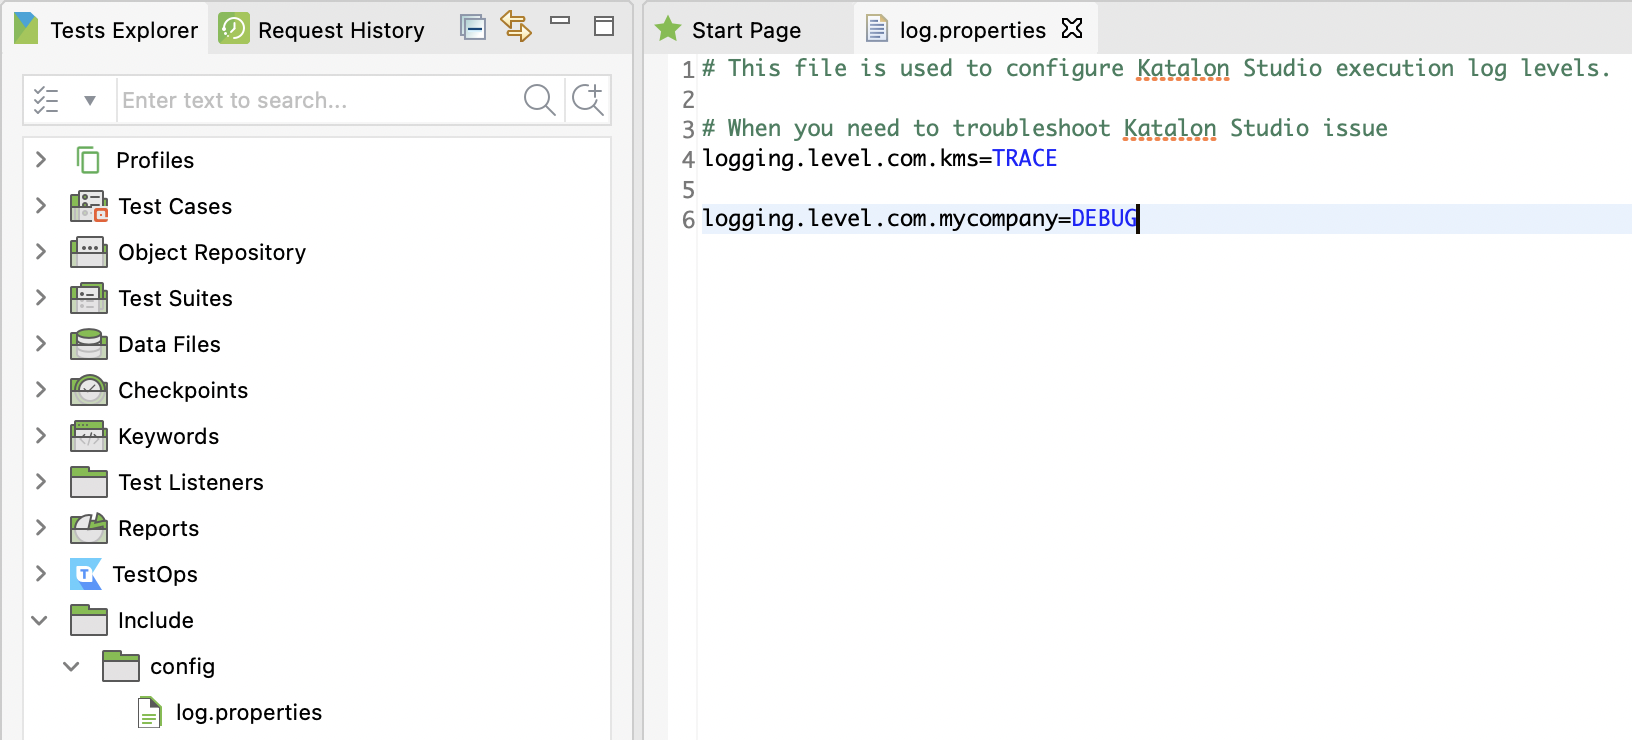 Tests Explorer
Request History
Enter text to search...
Profiles
Test Cases
Object Repository
Test Suites
Data Files
Checkpoints
Keywords
Test Listeners
Reports
T TestOps
Include
config
log.properties
Start Page
log.properties
1 # This file is used to configure Katalon Studio execution log levels.
2
3 # When you need to troubleshoot Katalon Studio issue
4 logging.level.com.kms=TRACE
5
6 logging.level.com.mycompany=DEBUG